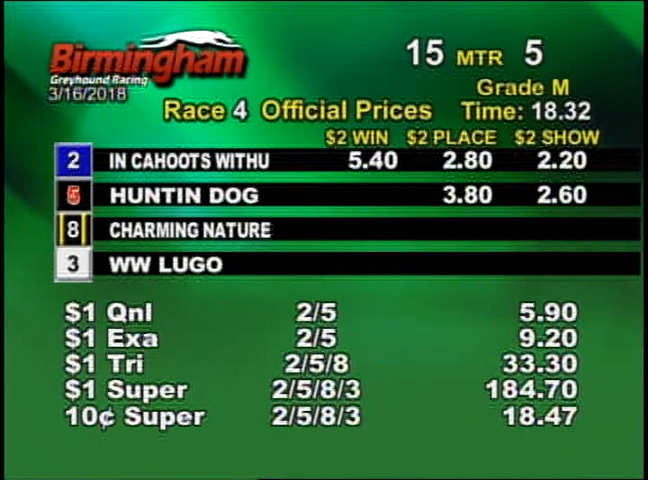 Birmingham
Greyhound Racing
3/16/2018
15 MTR 5
Grade M
Race 4 Official Prices Time: 18.32
$2 WIN $2 PLACE $2 SHOW
2 IN CAHOOTS WITHU 5.40 2.80 2.20
5 HUNTIN DOG 3.80 2.60
8 CHARMING NATURE
3 WW LUGO
$1 Qnl 2/5 5.90
$1 Exa 2/5 9.20
$1 Tri 2/5/8 33.30
$1 Super 2/5/8/3 184.70
10¢ Super 2/5/8/3 18.47